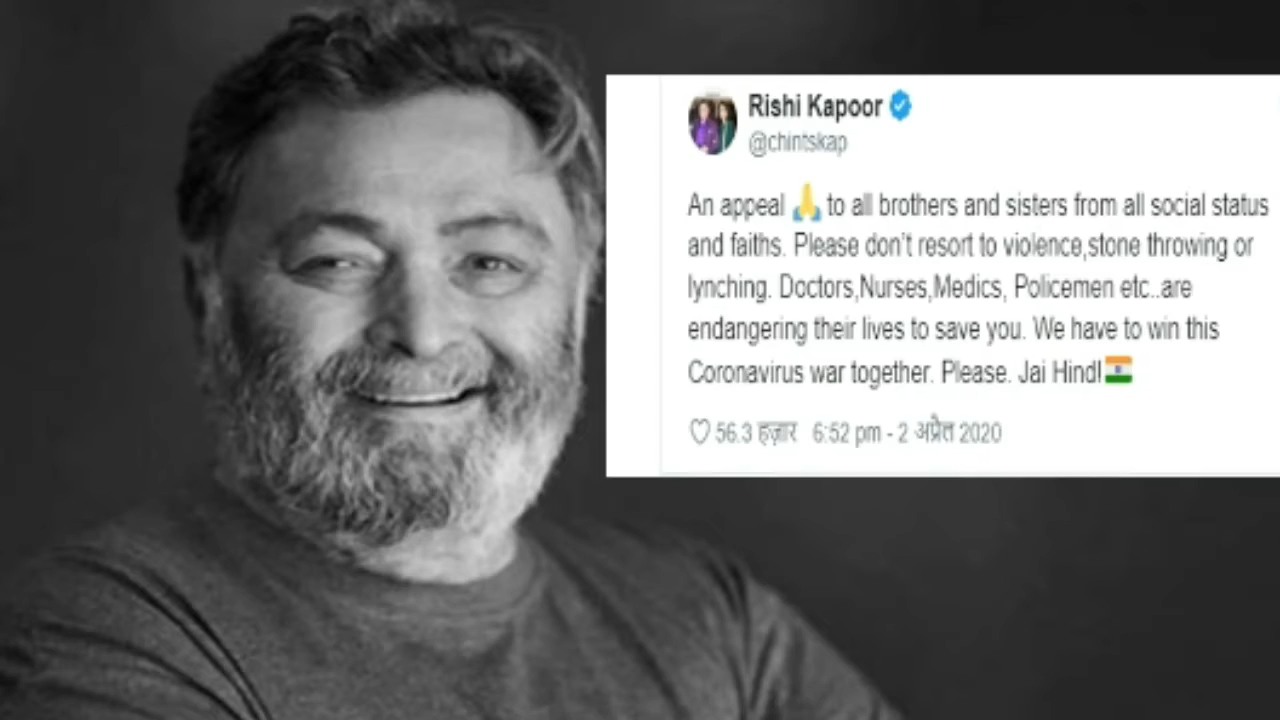 Rishi Kapoor
@chintskap
An appeal 🙏 to all brothers and sisters from all social status
and faiths. Please don't resort to violence,stone throwing or
lynching. Doctors,Nurses,Medics, Policemen etc..are
endangering their lives to save you. We have to win this
Coronavirus war together. Please. Jai Hind!🇮🇳
56.3 हज़ार 6:52 pm - 2 अप्रैल 2020